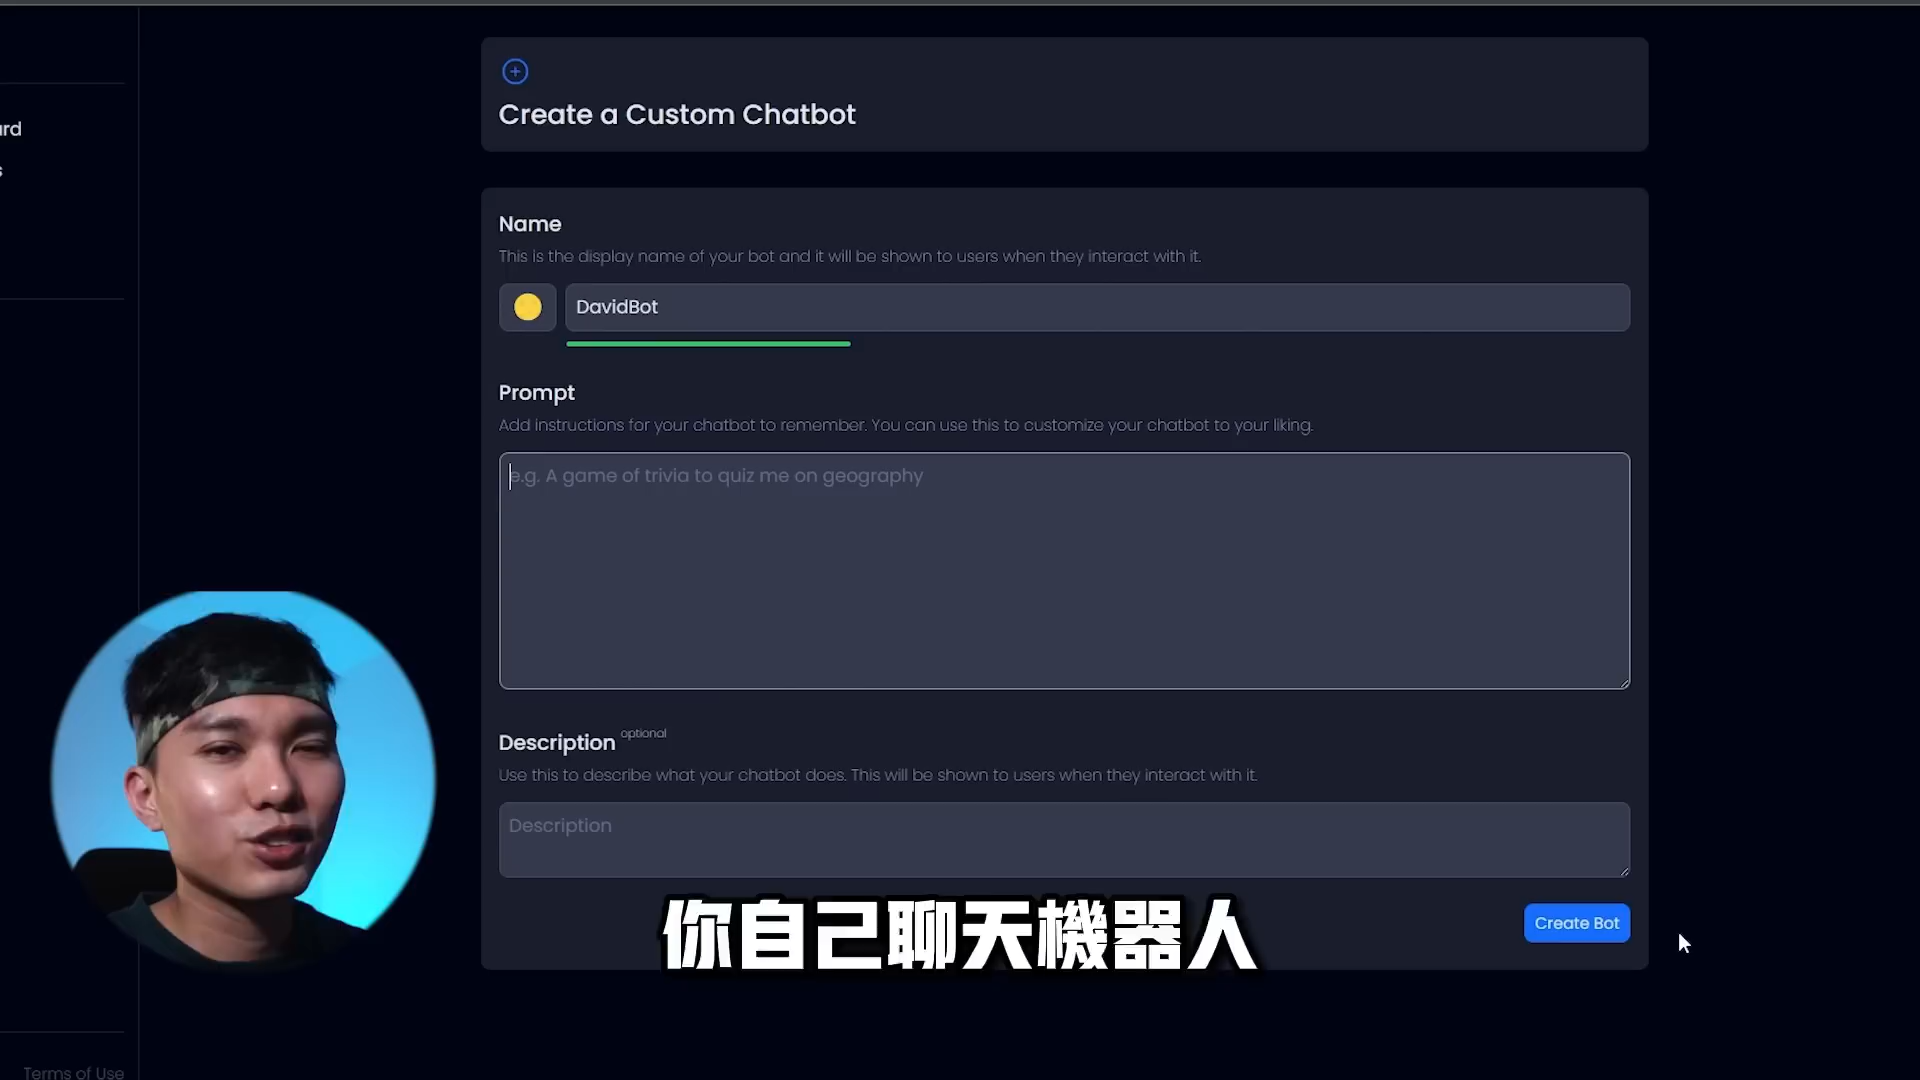 Create a Custom Chatbot
Name
This is the display name of your bot and it will be shown to users when they interact with it.
DavidBot
Prompt
Add instructions for your chatbot to remember. You can use this to customize your chatbot to your liking.
e.g. A game of trivia to quiz me on geography
Description optional
Use this to describe what your chatbot does. This will be shown to users when they interact with it.
Description
Create Bot
你自己聊天機器人
Terms of Use